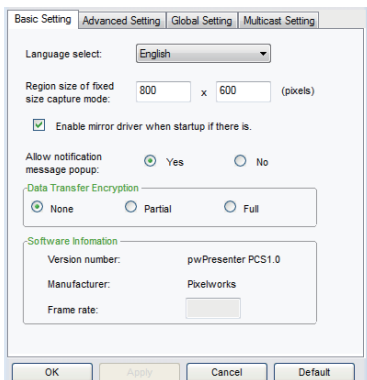 Basic Setting Advanced Setting Global Setting Multicast Setting
Language select: English
Region size of fixed
size capture mode: 800 x 600 (pixels)
Enable mirror driver when startup if there is.
Allow notification
message popup: Yes No
Data Transfer Encryption
None Partial Full
Software Infomation
Version number: pwPresenter PCS1.0
Manufacturer: Pixelworks
Frame rate:
OK Apply Cancel Default